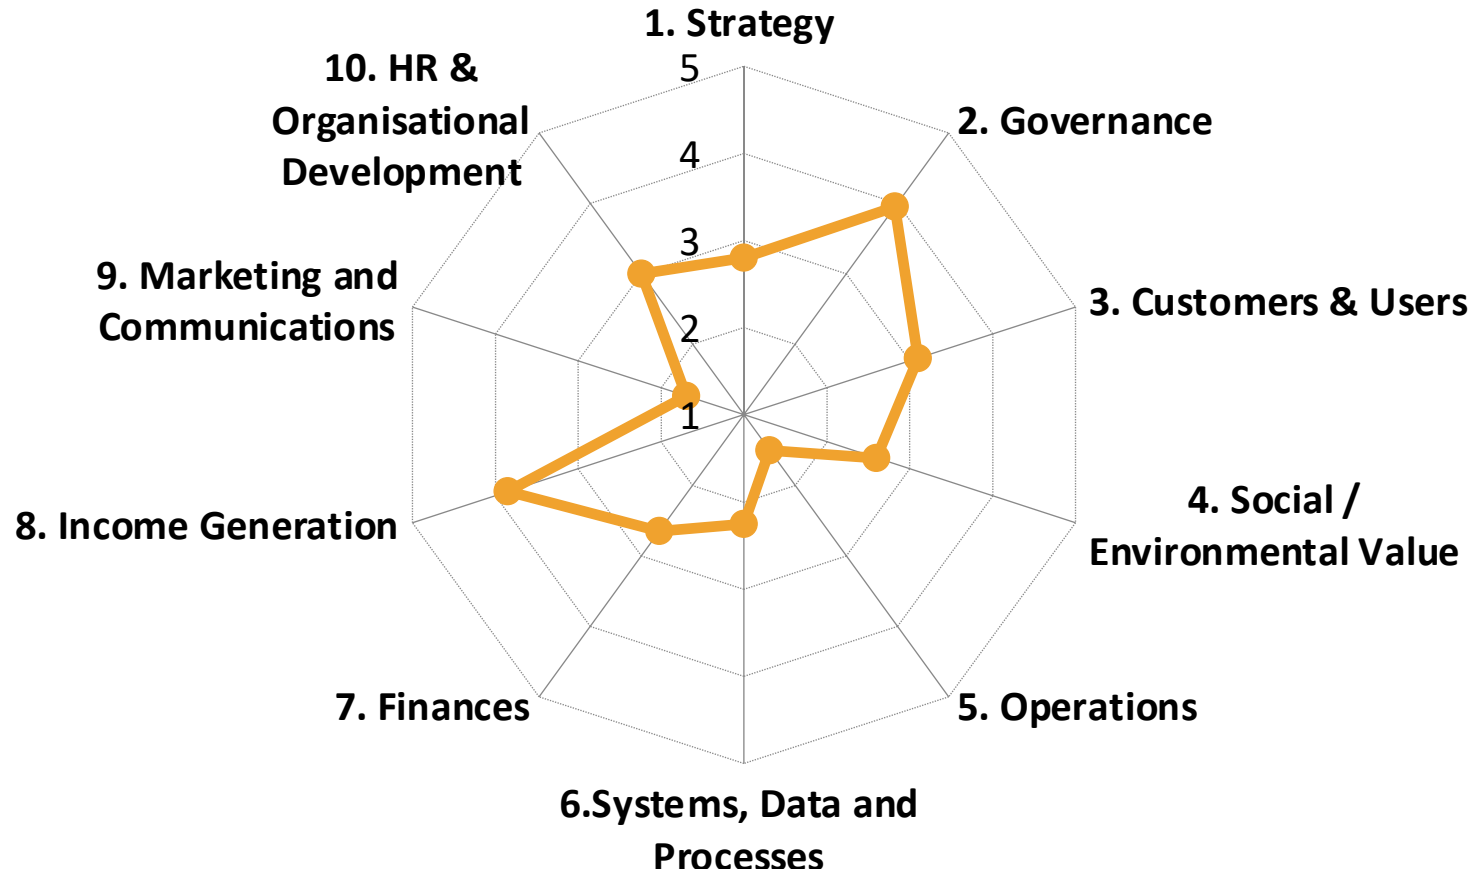 1. Strategy
10. HR &
Organisational
Development
2. Governance
3. Customers & Users
4. Social /
Environmental Value
5. Operations
6.Systems, Data and
Processes
7. Finances
8. Income Generation
9. Marketing and
Communications
5
4
3
2
1